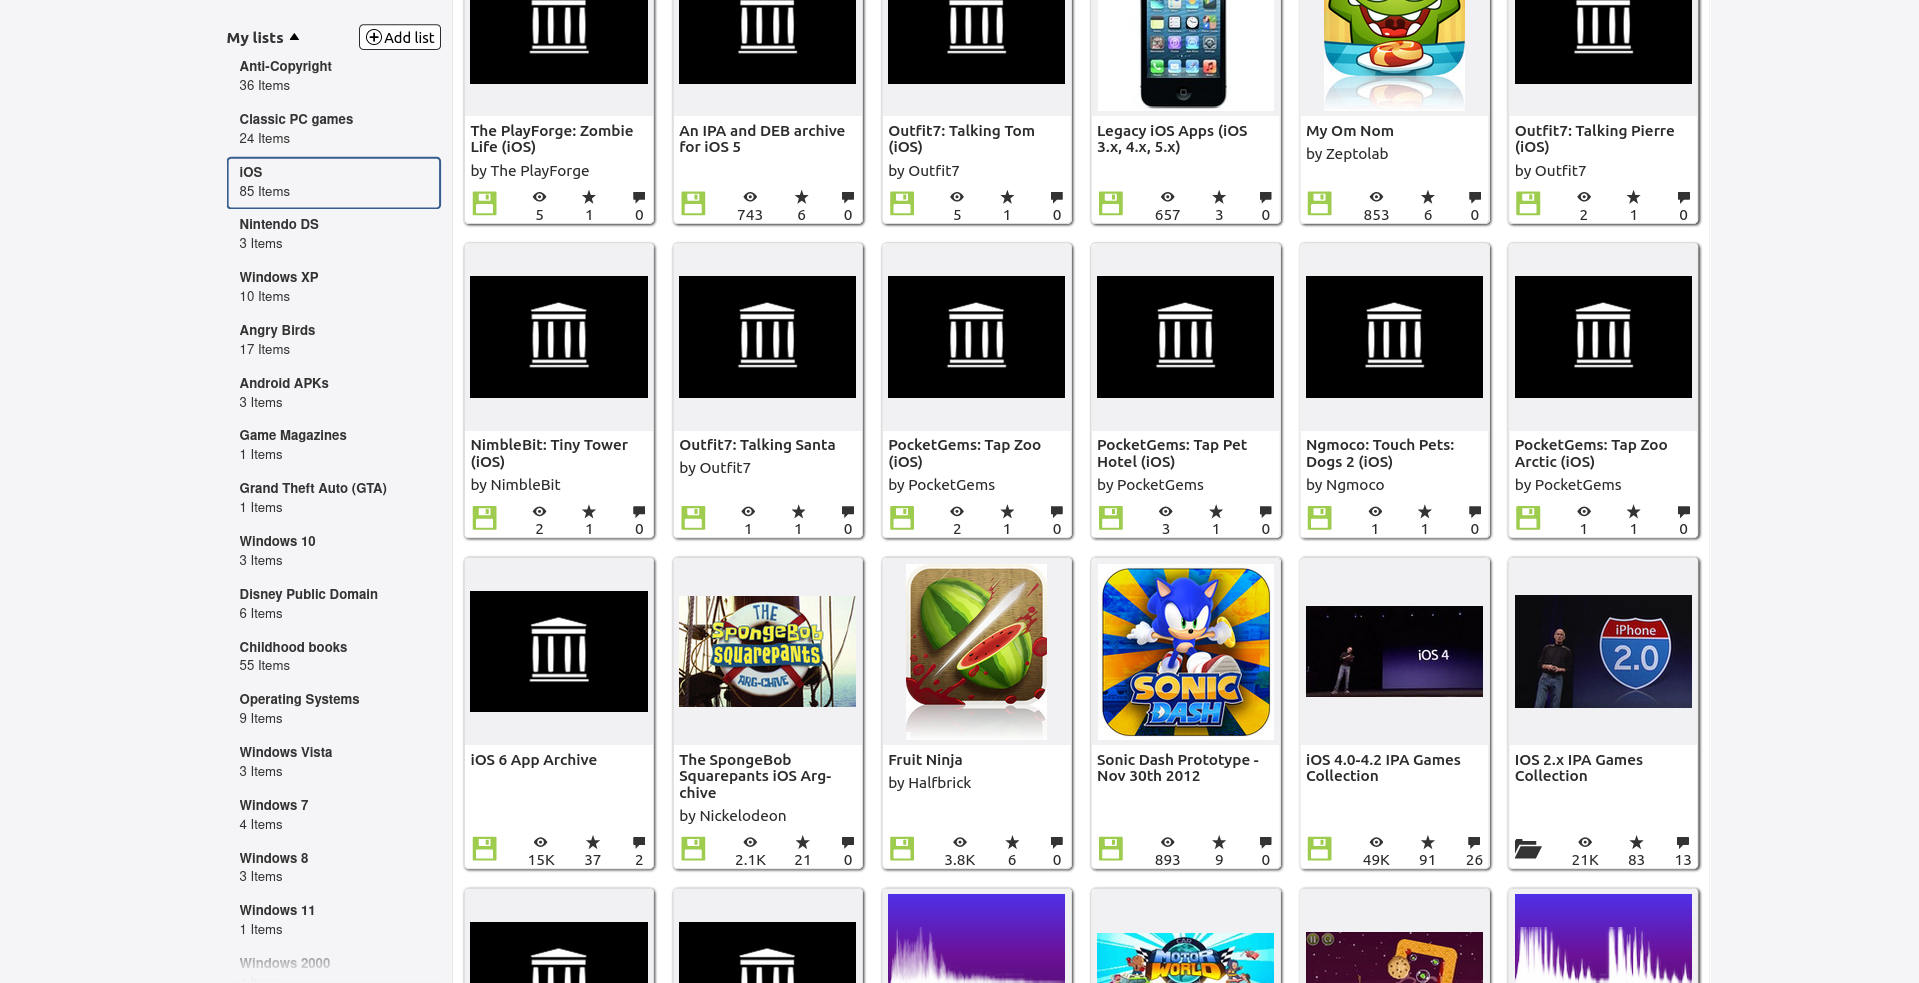 My lists
Add list
Anti-Copyright
36 Items
Classic PC games
24 Items
iOS
85 Items
Nintendo DS
3 Items
Windows XP
10 Items
Angry Birds
17 Items
Android APKs
3 Items
Game Magazines
1 Items
Grand Theft Auto (GTA)
1 Items
Windows 10
3 Items
Disney Public Domain
6 Items
Childhood books
55 Items
Operating Systems
9 Items
Windows Vista
3 Items
Windows 7
4 Items
Windows 8
3 Items
Windows 11
1 Items
Windows 2000
The PlayForge: Zombie
Life (iOS)
by The PlayForge
5 1 0
An IPA and DEB archive
for iOS 5
743 6 0
Outfit7: Talking Tom
(iOS)
by Outfit7
5 1 0
Legacy iOS Apps (iOS
3.x, 4.x, 5.x)
657 3 0
My Om Nom
by Zeptolab
853 6 0
Outfit7: Talking Pierre
(iOS)
by Outfit7
2 1 0
NimbleBit: Tiny Tower
(iOS)
by NimbleBit
2 1 0
Outfit7: Talking Santa
by Outfit7
1 1 0
PocketGems: Tap Zoo
(iOS)
by PocketGems
2 1 0
PocketGems: Tap Pet
Hotel (iOS)
by PocketGems
3 1 0
Ngmoco: Touch Pets:
Dogs 2 (iOS)
by Ngmoco
1 1 0
PocketGems: Tap Zoo
Arctic (iOS)
by PocketGems
1 1 0
iOS 6 App Archive
15K 37 2
THE
SpongeBob
SQUAREPANTS
ARG-CHIVE
The SpongeBob
Squarepants iOS Arg-
chive
by Nickelodeon
2.1K 21 0
Fruit Ninja
by Halfbrick
3.8K 6 0
SONIC
DASH
Sonic Dash Prototype -
Nov 30th 2012
893 9 0
iOS 4
iOS 4.0-4.2 IPA Games
Collection
49K 91 26
iPhone
2.0
IOS 2.x IPA Games
Collection
21K 83 13
CAR
MOTOR
WORLD